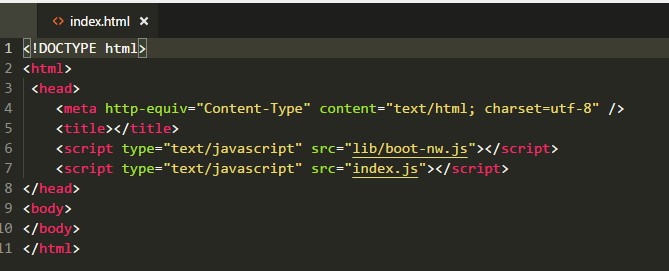 <> index.html ×
1 <!DOCTYPE html>
2 <html>
3 <head>
4 <meta http-equiv="Content-Type" content="text/html; charset=utf-8" />
5 <title></title>
6 <script type="text/javascript" src="lib/boot-nw.js"></script>
7 <script type="text/javascript" src="index.js"></script>
8 </head>
9 <body>
10 </body>
11 </html>